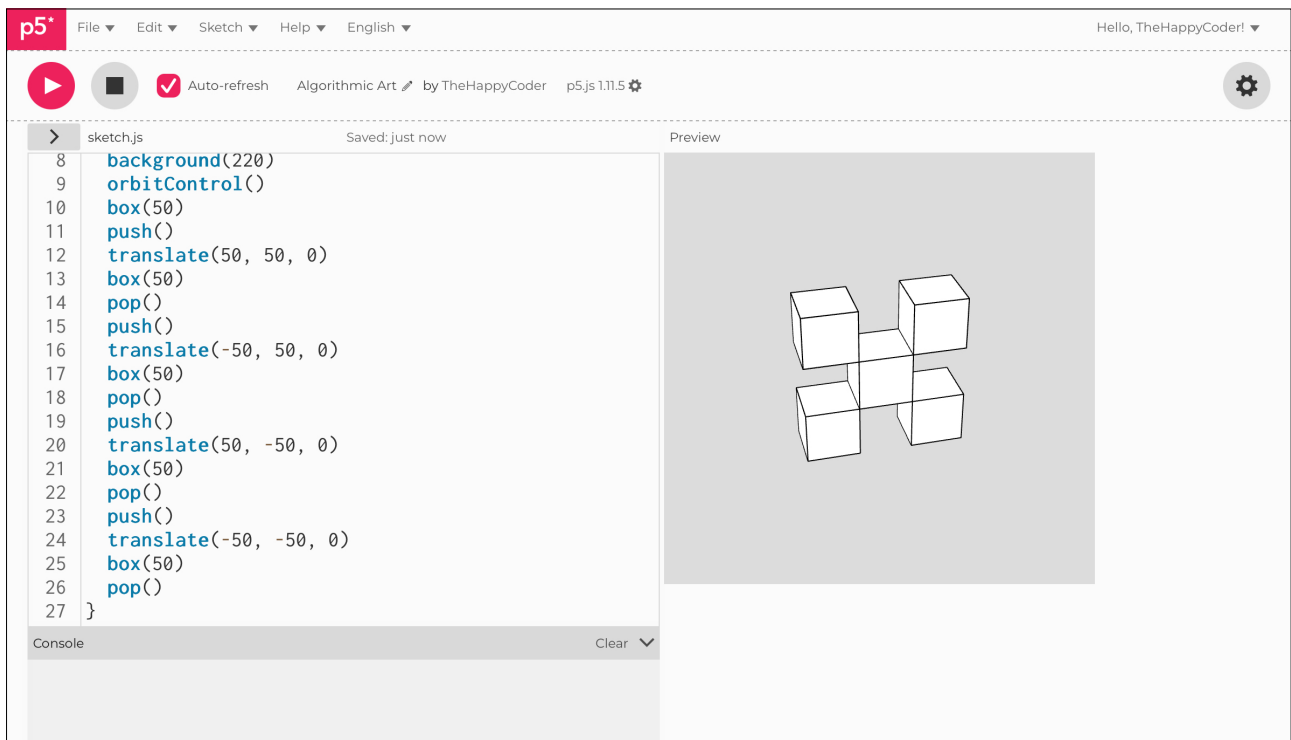 p5* File Edit Sketch Help English Hello, TheHappyCoder!
Auto-refresh Algorithmic Art by TheHappyCoder p5.js 1.11.5
> sketch.js Saved: just now Preview
8 background(220)
9 orbitControl()
10 box(50)
11 push()
12 translate(50, 50, 0)
13 box(50)
14 pop()
15 push()
16 translate(-50, 50, 0)
17 box(50)
18 pop()
19 push()
20 translate(50, -50, 0)
21 box(50)
22 pop()
23 push()
24 translate(-50, -50, 0)
25 box(50)
26 pop()
27 }
Console Clear